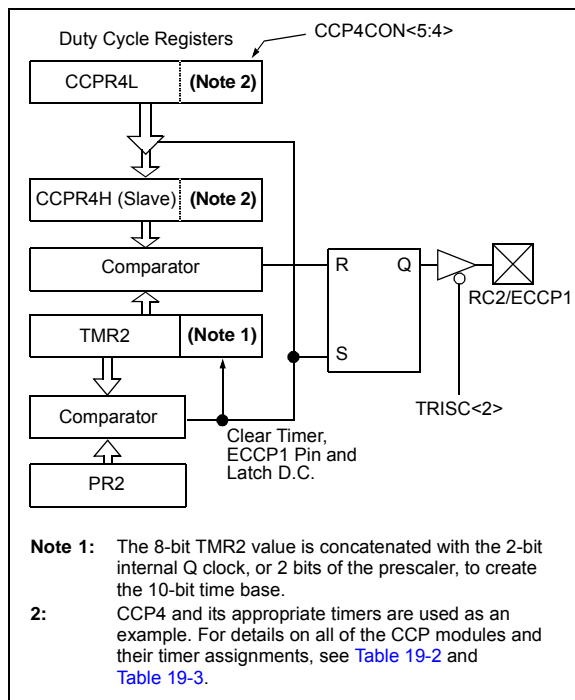 Duty Cycle Registers
CCP4CON<5:4>
CCPR4L
(Note 2)
CCPR4H (Slave)
(Note 2)
Comparator
R
Q
RC2/ECCP1
TMR2
(Note 1)
S
TRISC<2>
Comparator
Clear Timer,
ECCP1 Pin and
Latch D.C.
PR2
Note 1: The 8-bit TMR2 value is concatenated with the 2-bit
internal Q clock, or 2 bits of the prescaler, to create
the 10-bit time base.
2: CCP4 and its appropriate timers are used as an
example. For details on all of the CCP modules and
their timer assignments, see Table 19-2 and
Table 19-3.